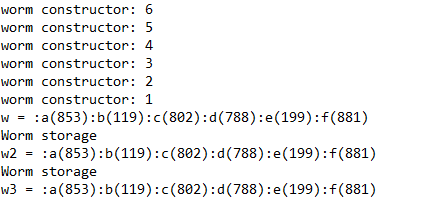 worm constructor: 6
worm constructor: 5
worm constructor: 4
worm constructor: 3
worm constructor: 2
worm constructor: 1
w = :a(853):b(119):c(802):d(788):e(199):f(881)
Worm storage
w2 = :a(853):b(119):c(802):d(788):e(199):f(881)
Worm storage
w3 = :a(853):b(119):c(802):d(788):e(199):f(881)